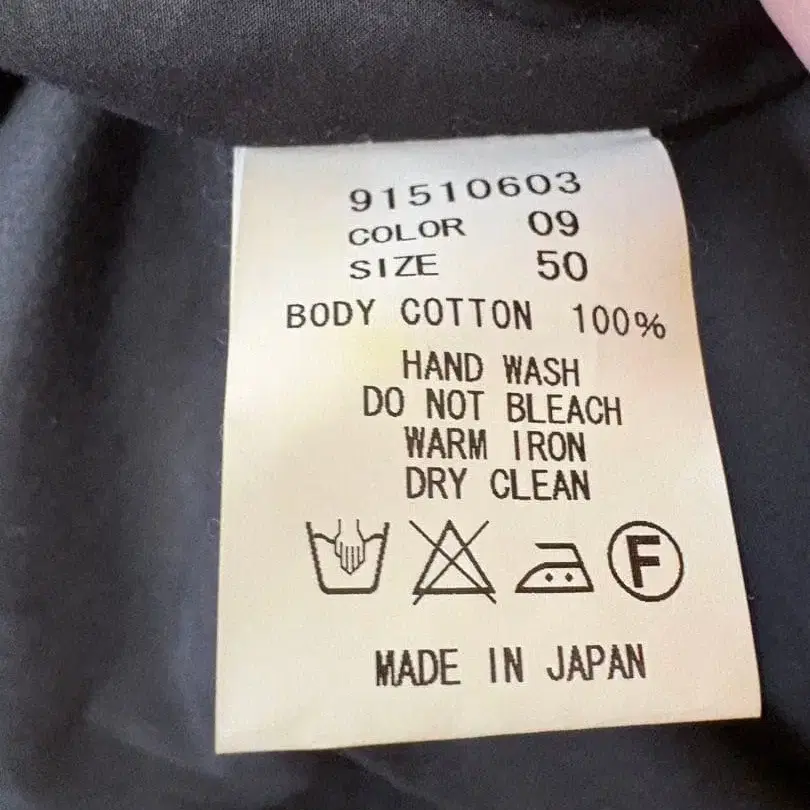 91510603
COLOR 09
SIZE 50
BODY COTTON 100%
HAND WASH
DO NOT BLEACH
WARM IRON
DRY CLEAN
F
MADE IN JAPAN